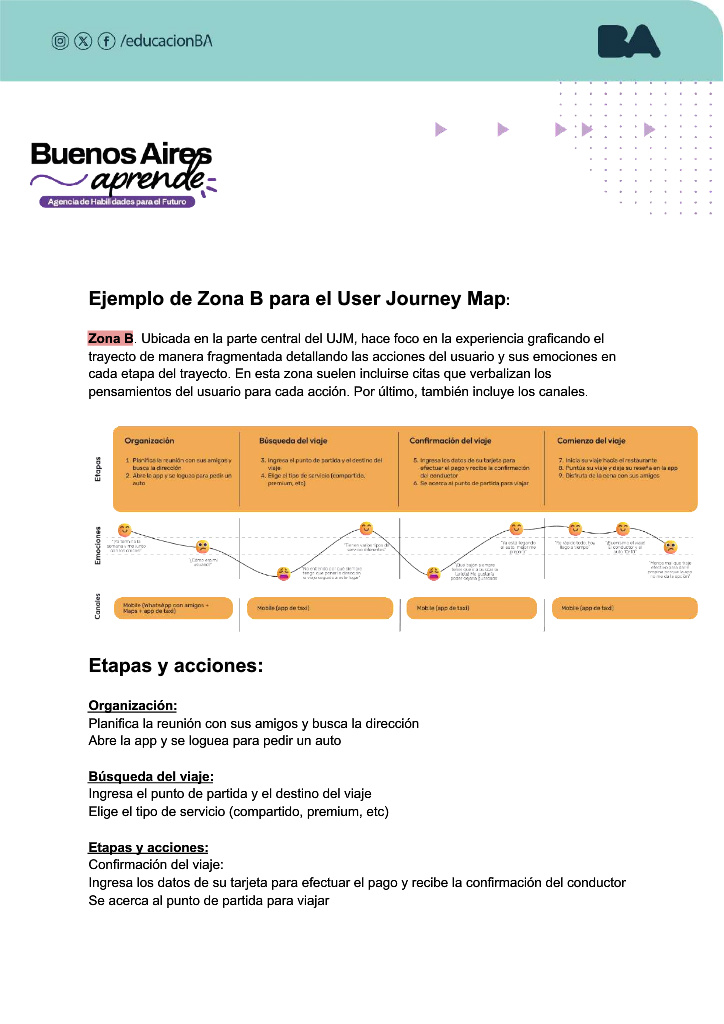 /educacionBA
BA
Buenos Aires
aprende
Agencia de Habilidades para el Futuro
Ejemplo de Zona B para el User Journey Map:
Zona B. Ubicada en la parte central del UJM, hace foco en la experiencia graficando el
trayecto de manera fragmentada detallando las acciones del usuario y sus emociones en
cada etapa del trayecto. En esta zona suelen incluirse citas que verbalizan los
pensamientos del usuario para cada acción. Por último, también incluye los canales.
Etapas
Organización
1. Planifica la reunión con sus amigos y
busca la dirección
2. Abre la app y se loguea para pedir un
auto
Búsqueda del viaje
3. Ingresa el punto de partida y el destino del
viaje
4. Elige el tipo de servicio (compartido,
premium, etc)
Confirmación del viaje
5. Ingresa los datos de su tarjeta para
efectuar el pago y recibe la confirmación
del conductor
6. Se acerca al punto de partida para viajar
Comienzo del viaje
7. Inicia su viaje hacia el restaurante
8. Puntúa su viaje y deja su reseña en la app
9. Disfruta de la cena con sus amigos
Emociones
Canales
Mobile (WhatsApp con amigos +
Maps + app de taxi)
Mobile (app de taxi)
Mobile (app de taxi)
Mobile (app de taxi)
Etapas y acciones:
Organización:
Planifica la reunión con sus amigos y busca la dirección
Abre la app y se loguea para pedir un auto
Búsqueda del viaje:
Ingresa el punto de partida y el destino del viaje
Elige el tipo de servicio (compartido, premium, etc)
Etapas y acciones:
Confirmación del viaje:
Ingresa los datos de su tarjeta para efectuar el pago y recibe la confirmación del conductor
Se acerca al punto de partida para viajar